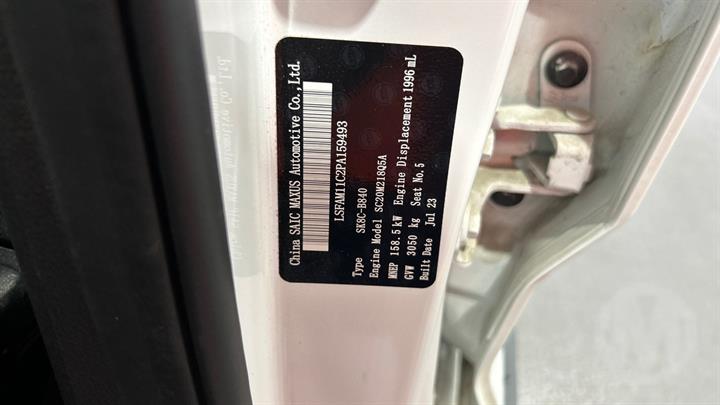 China SAIC MAXUS Automotive Co.,Ltd.
LSFAM11C2PA159493
Type SK8C-B840
Engine Model SC20M218Q5A
MNEP 158.5 kW Engine Displacement 1996 mL
GVW 3050 kg Seat No. 5
Built Date Jul 23